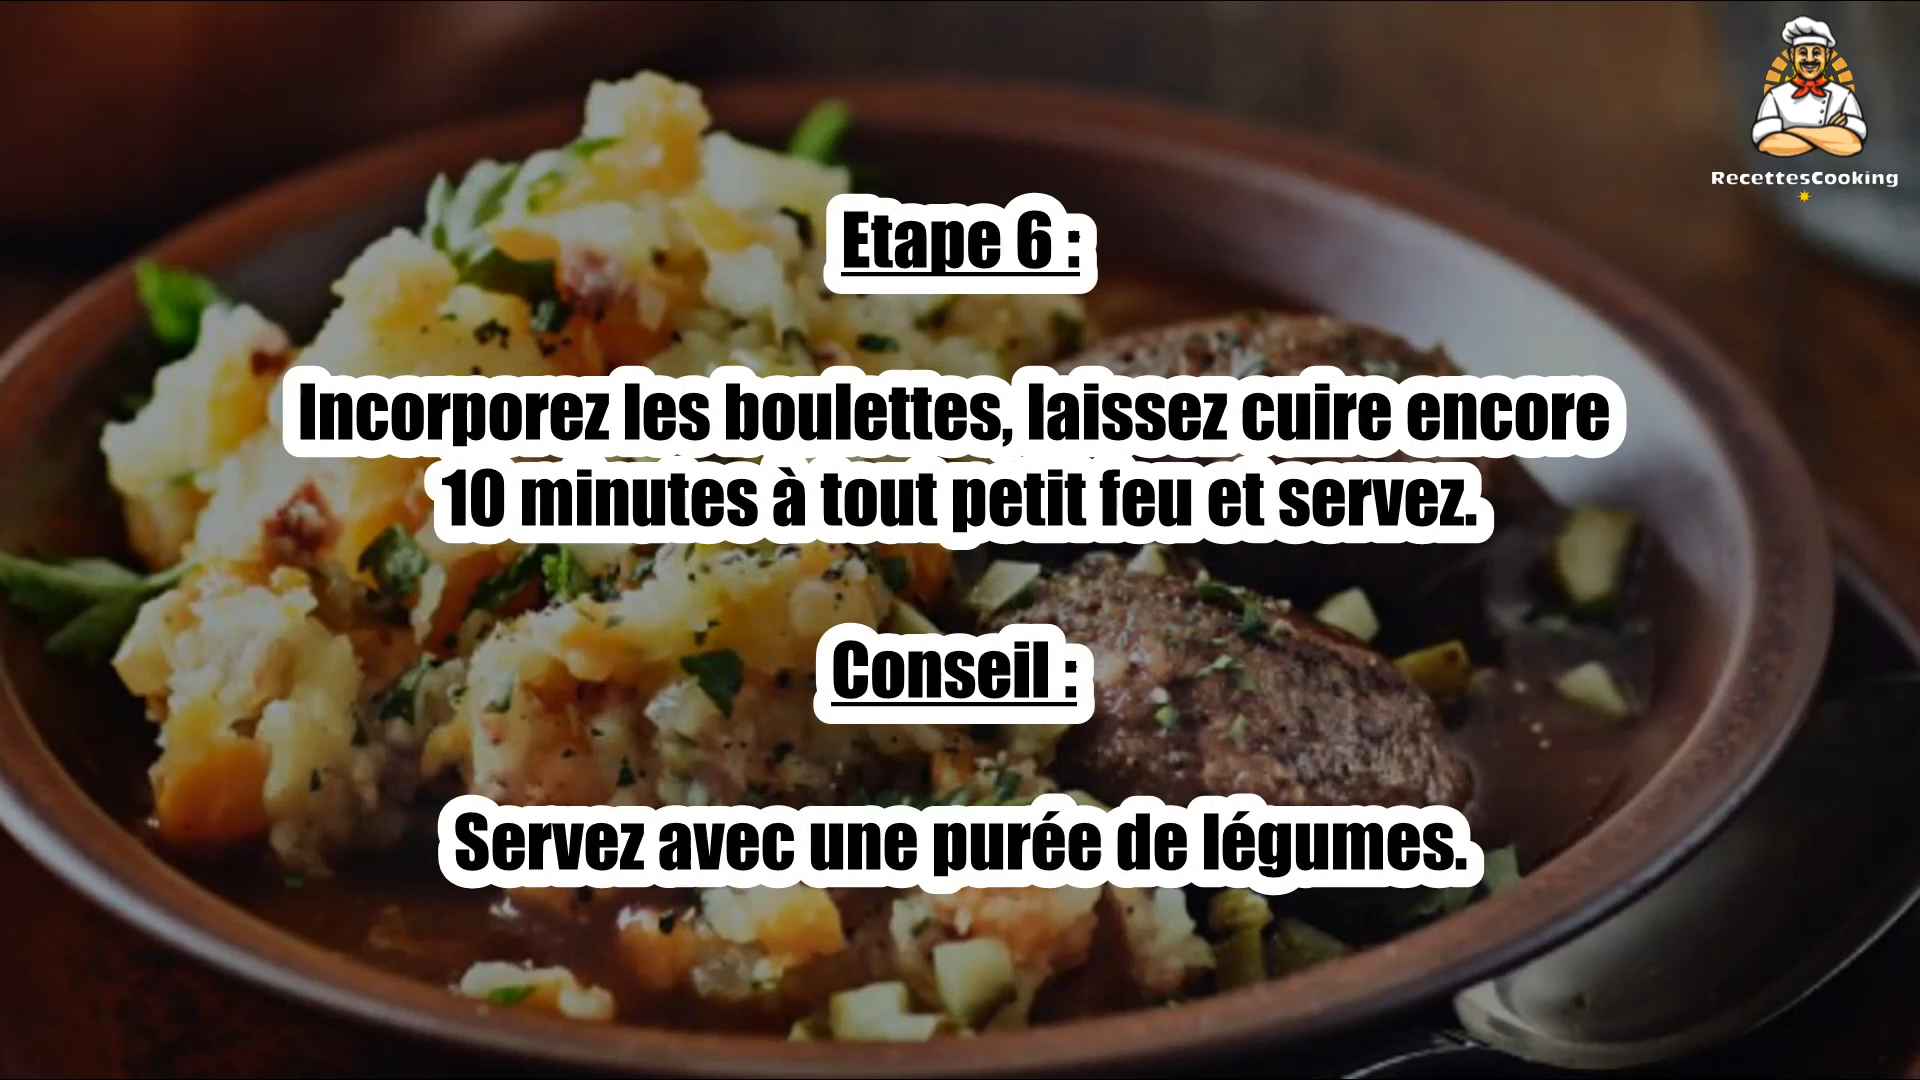 RecettesCooking
Etape 6 :
Incorporez les boulettes, laissez cuire encore
10 minutes à tout petit feu et servez.
Conseil :
Servez avec une purée de légumes.